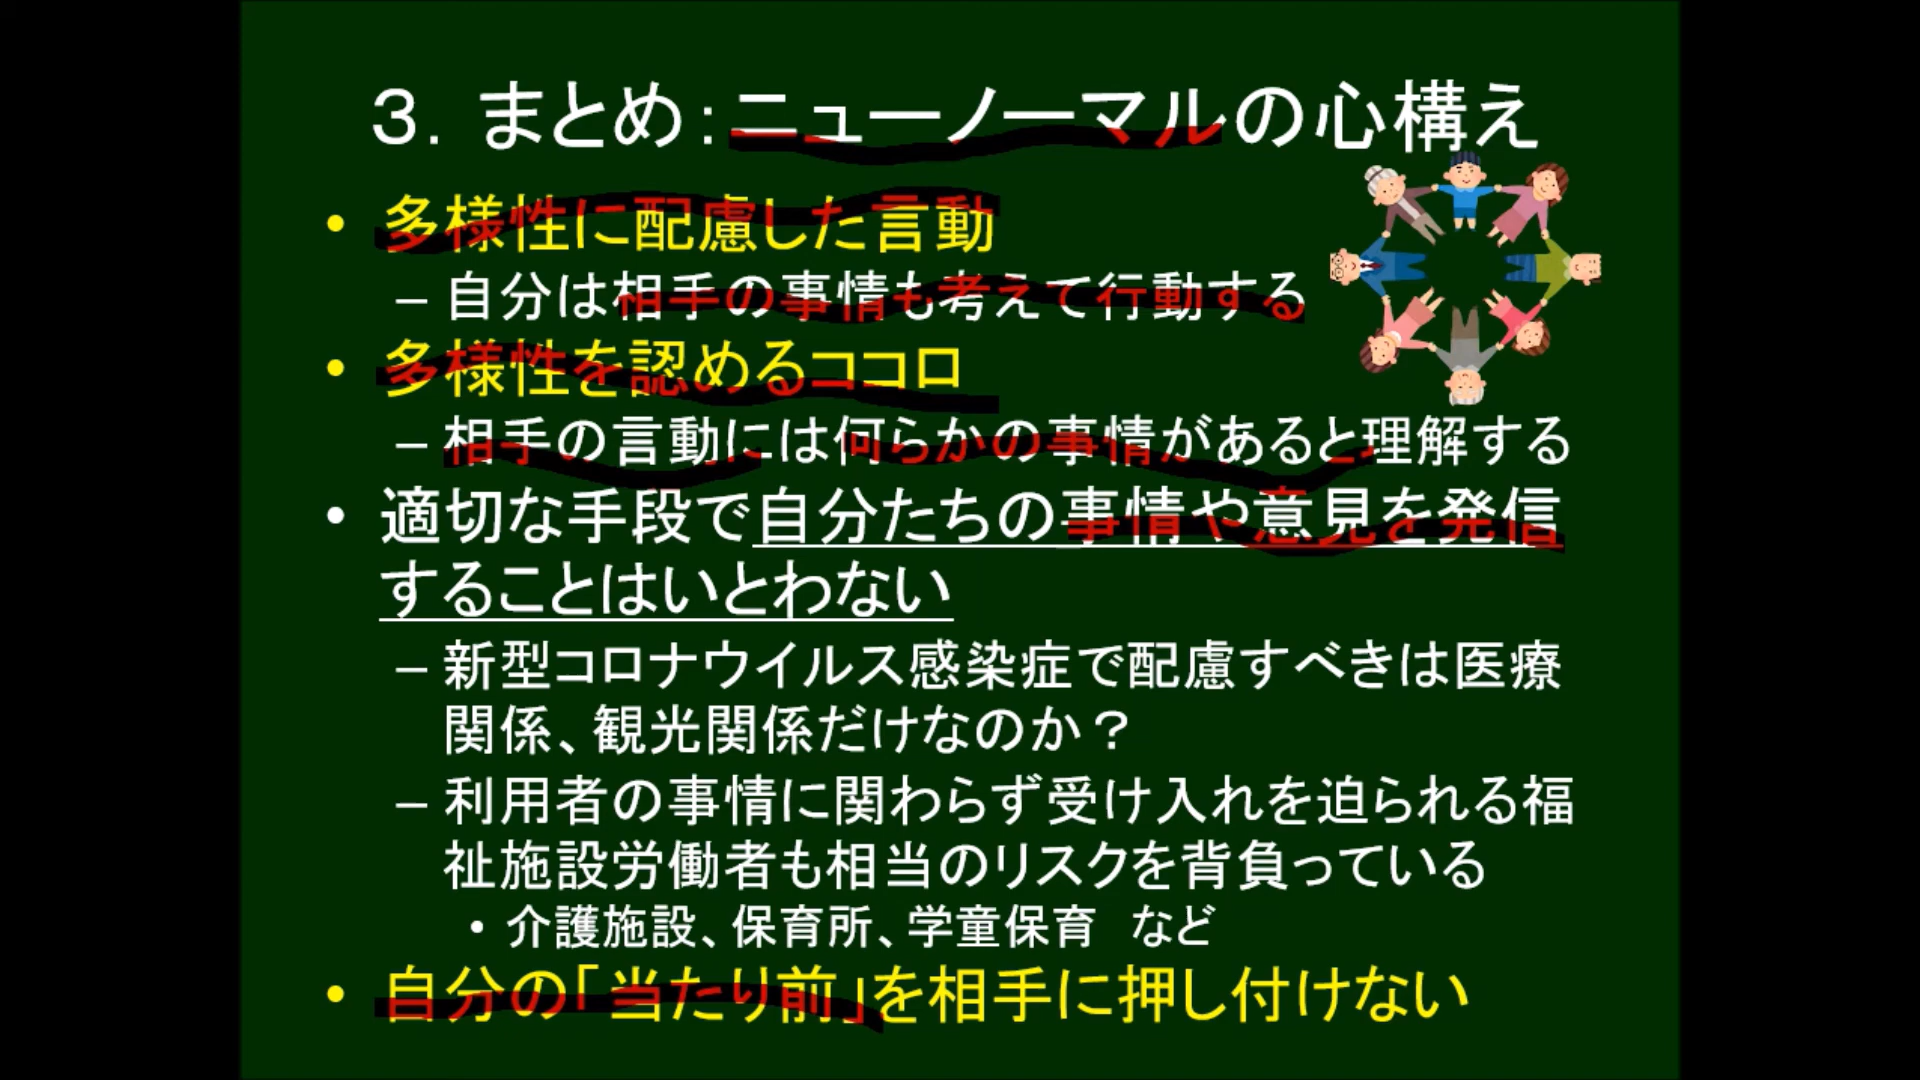 ３．まとめ：ニューノーマルの心構え
• 多様性に配慮した言動
– 自分は相手の事情も考えて行動する
• 多様性を認めるココロ
– 相手の言動には何らかの事情があると理解する
• 適切な手段で自分たちの事情や意見を発信
することはいとわない
– 新型コロナウイルス感染症で配慮すべきは医療
関係、観光関係だけなのか？
– 利用者の事情に関わらず受け入れを迫られる福
祉施設労働者も相当のリスクを背負っている
• 介護施設、保育所、学童保育　など
• 自分の「当たり前」を相手に押し付けない